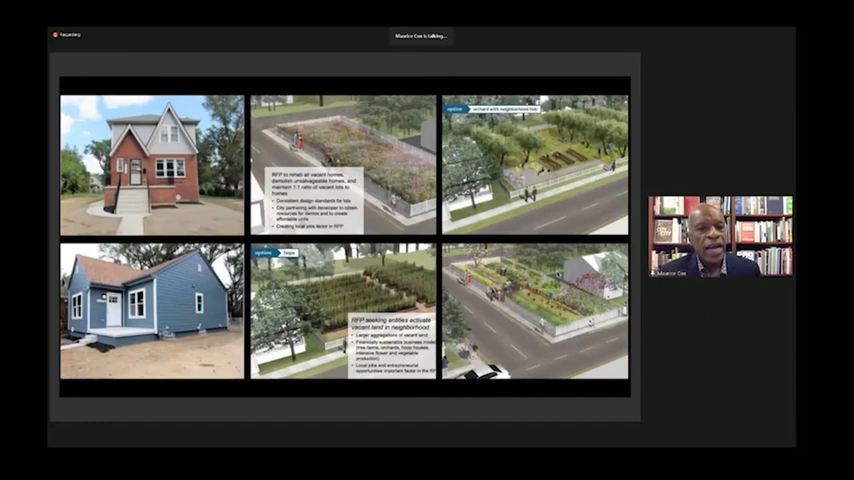 Recording
Maurice Cox is talking...
option
orchard with neighborhood hub
RFP to rehab all vacant homes,
demolish unsalvageable homes, and
maintain 1:1 ratio of vacant lots to
homes
• Consistent design standards for lots
• City partnering with developer to obtain
resources for demos and to create
affordable units
• Creating local jobs factor in RFP
options
hops
RFP seeking entities activate
vacant land in neighborhood
• Larger aggregations of vacant land
• Financially sustainable business model
(tree farms, orchards, hoop houses,
intensive flower and vegetable
production)
• Local jobs and entrepreneurial
opportunities important factor in the RF
Maurice Cox